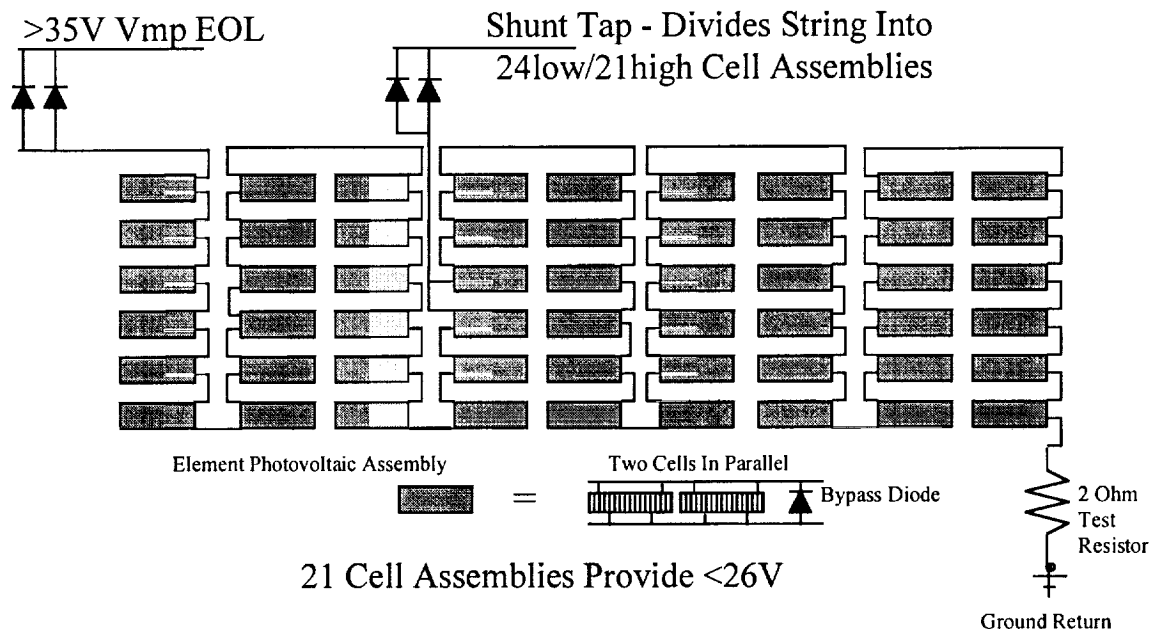 >35V Vmp EOL
Shunt Tap - Divides String Into
24low/21high Cell Assemblies
Element Photovoltaic Assembly
Two Cells In Parallel
=
Bypass Diode
2 Ohm
Test
Resistor
21 Cell Assemblies Provide <26V
Ground Return